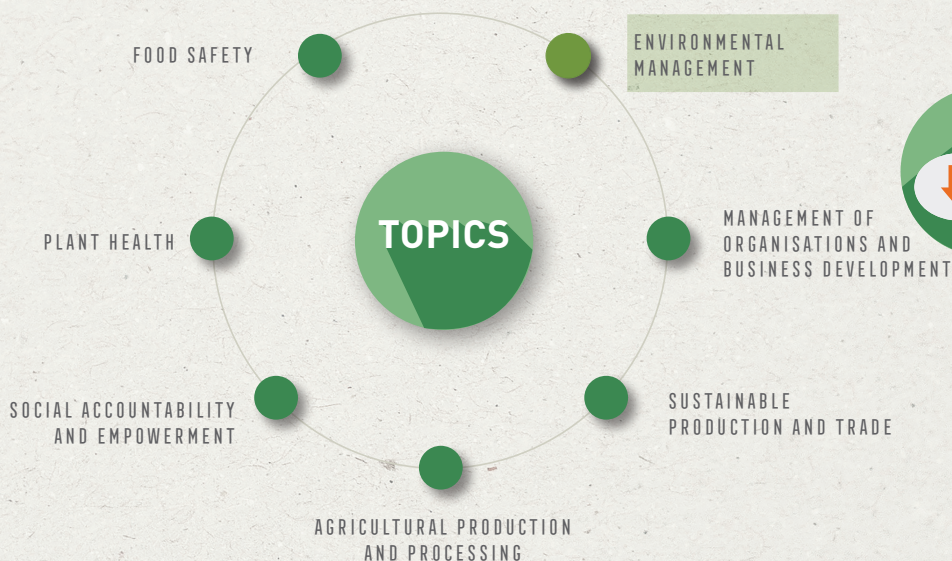 FOOD SAFETY
ENVIRONMENTAL
MANAGEMENT
TOPICS
PLANT HEALTH
MANAGEMENT OF
ORGANISATIONS AND
BUSINESS DEVELOPMENT
SOCIAL ACCOUNTABILITY
AND EMPOWERMENT
SUSTAINABLE
PRODUCTION AND TRADE
AGRICULTURAL PRODUCTION
AND PROCESSING